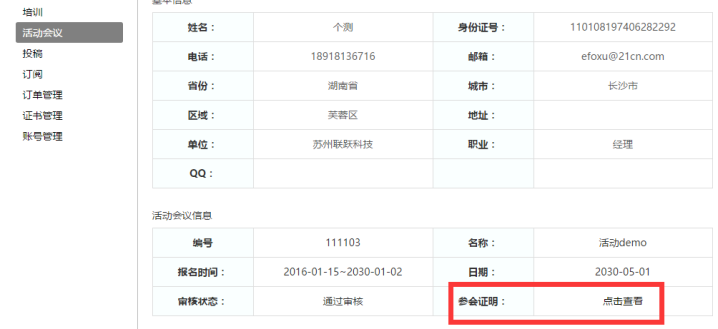 培训
基本信息
活动会议
姓名： 个测 身份证号： 110108197406282292
投稿
电话： 18918136716 邮箱： efoxu@21cn.com
订阅
省份： 湖南省 城市： 长沙市
订单管理
区域： 芙蓉区 地址：
证书管理
账号管理
单位： 苏州联跃科技 职业： 经理
QQ：
活动会议信息
编号 111103 名称： 活动demo
报名时间： 2016-01-15~2030-01-02 日期： 2030-05-01
审核状态： 通过审核 参会证明： 点击查看